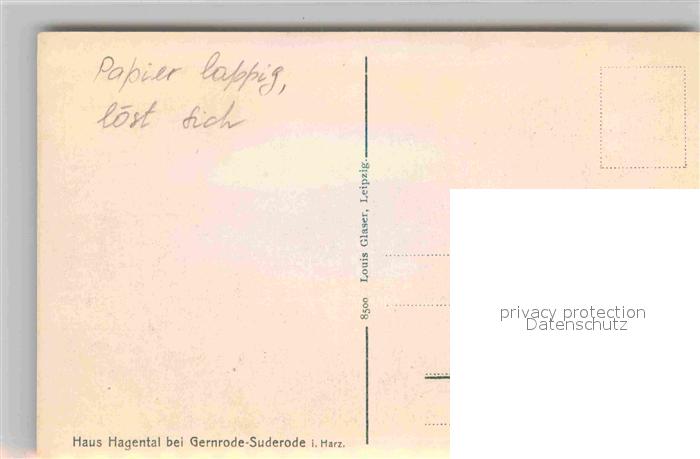 Papier lappig,
löst sich
8500 Louis Glaser, Leipzig.
privacy protection
Datenschutz
Haus Hagental bei Gernrode-Suderode i. Harz.